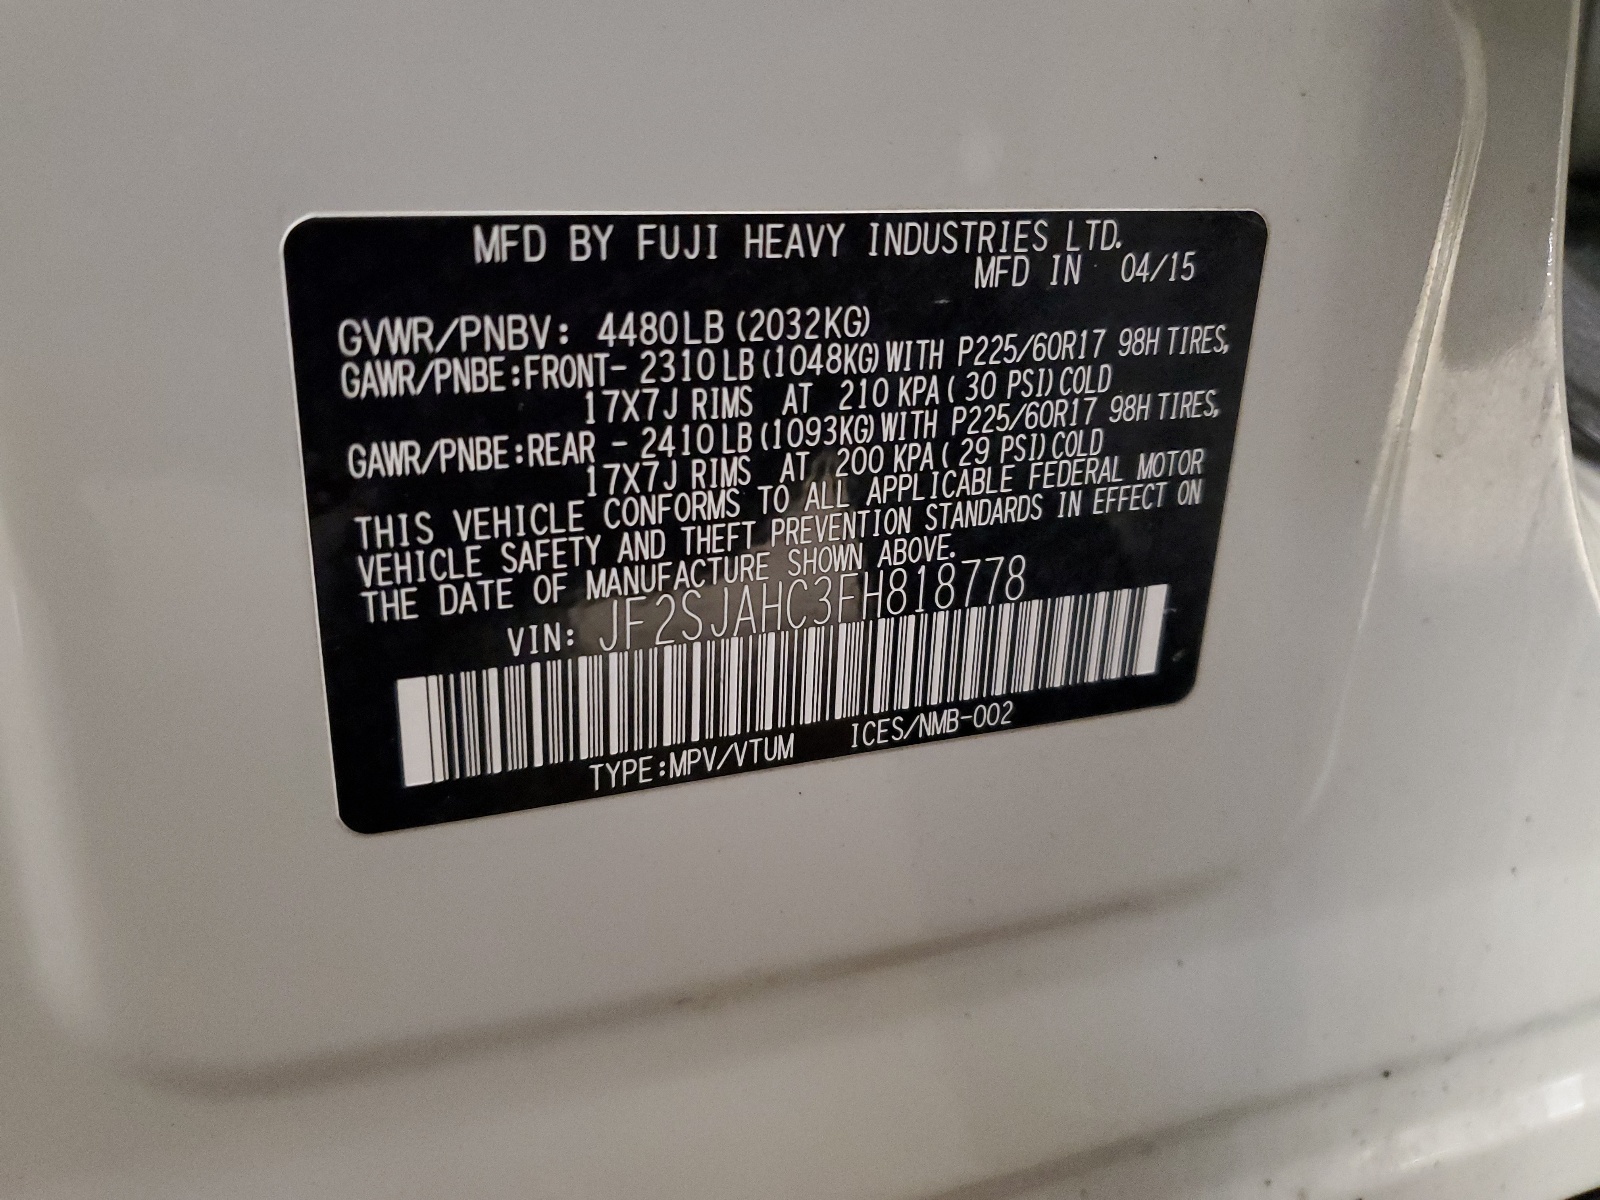 MFD BY FUJI HEAVY INDUSTRIES LTD.
MFD IN 04/15
GVWR/PNBV: 4480LB (2032KG)
GAWR/PNBE:FRONT- 2310LB (1048KG) WITH P225/60R17 98H TIRES,
17X7J RIMS AT 210 KPA ( 30 PSI) COLD
GAWR/PNBE:REAR - 2410LB (1093KG) WITH P225/60R17 98H TIRES,
17X7J RIMS AT 200 KPA ( 29 PSI) COLD
THIS VEHICLE CONFORMS TO ALL APPLICABLE FEDERAL MOTOR
VEHICLE SAFETY AND THEFT PREVENTION STANDARDS IN EFFECT ON
THE DATE OF MANUFACTURE SHOWN ABOVE.
VIN: JF2SJAHC3FH818778
TYPE:MPV/VTUM ICES/NMB-002